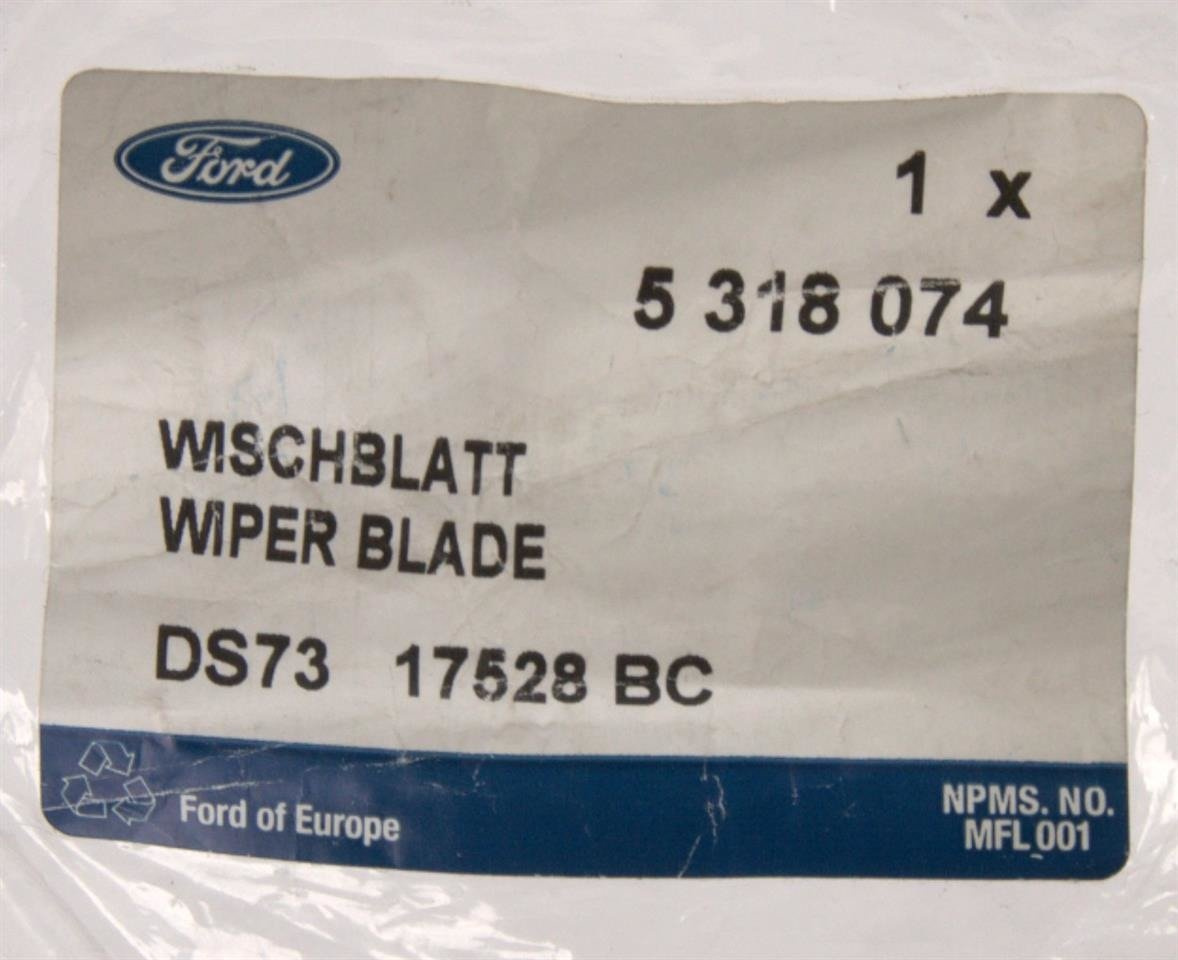 Ford
1 x
5 318 074
WISCHBLATT
WIPER BLADE
DS73 17528 BC
Ford of Europe
NPMS. NO.
MFL 001